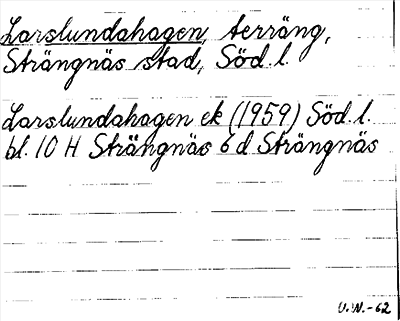 Larslundahagen, terräng,
Strängnäs stad, Söd. l.
Larslundahagen ek (1959) Söd. l.
bl. 10 H Strängnäs 6 d Strängnäs
U.W.-62